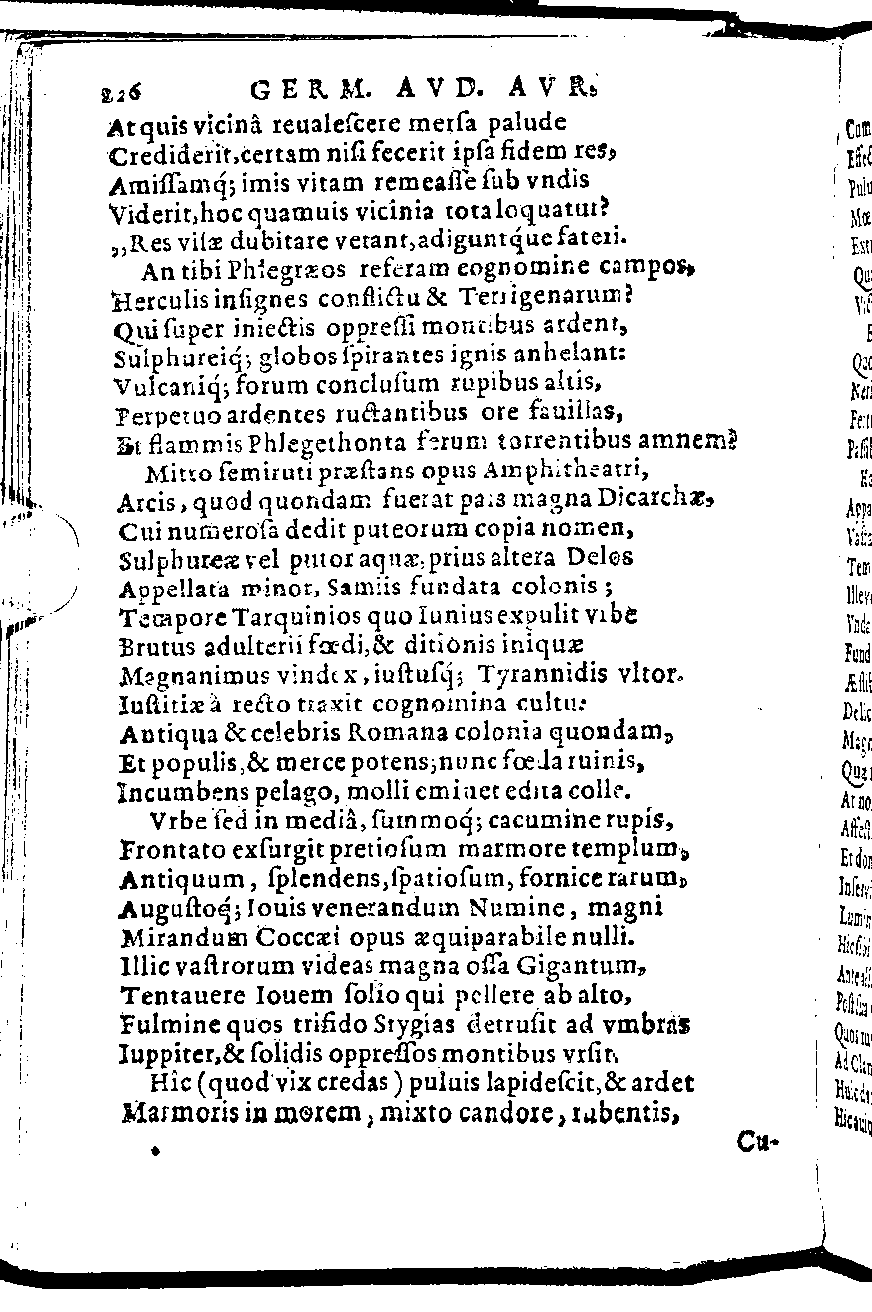 226 GERM. AVD. AVR.
At quis vicinâ reualeſcere merſa palude
Crediderit, certam niſi fecerit ipſa fidem res,
Amiſſamq́; imis vitam remeaſſe ſub vndis
Viderit, hoc quamuis vicinia tota loquatur?
,,Res viſæ dubitare vetant, adiguntq́ue fateri.
An tibi Phlegræos referam cognomine campos,
Herculis inſignes conflictu & Terrigenarum?
Qui ſuper iniectis oppreſſi montibus ardent,
Sulphureiq́; globos ſpirantes ignis anhelant:
Vulcaniq́; forum concluſum rupibus altis,
Perpetuo ardentes ructantibus ore fauillas,
Et flammis Phlegethonta ferum torrentibus amnem?
Mitto ſemiruti præſtans opus Amphitheatri,
Arcis, quod quondam fuerat pars magna Dicarchæ,
Cui numeroſa dedit puteorum copia nomen,
Sulphureæ vel putor aquæ, prius altera Delos
Appellata minor, Samiis fundata colonis;
Tempore Tarquinios quo Iunius expulit vrbe
Brutus adulterii fœdi, & ditionis iniquæ
Magnanimus vindex, iuſtuſq́; Tyrannidis vltor.
Iuſtitiæ à recto traxit cognomina cultu:
Antiqua & celebris Romana colonia quondam,
Et populis, & merce potens; nunc fœda ruinis,
Incumbens pelago, molli eminet edita colle.
Vrbe ſed in mediâ, ſummoq́; cacumine rupis,
Frontato exſurgit pretioſum marmore templum,
Antiquum, ſplendens, ſpatioſum, fornice rarum,
Auguſtoq́; Iouis venerandum Numine, magni
Mirandum Coccæi opus æquiparabile nulli.
Illic vaſtrorum videas magna oſſa Gigantum,
Tentauere Iouem ſolio qui pellere ab alto,
Fulmine quos trifido Stygias detruſit ad vmbras
Iuppiter, & ſolidis oppreſſos montibus vrſit.
Hîc (quod vix credas) puluis lapideſcit, & ardet
Marmoris in morem, mixto candore, rubentis,
Cu-